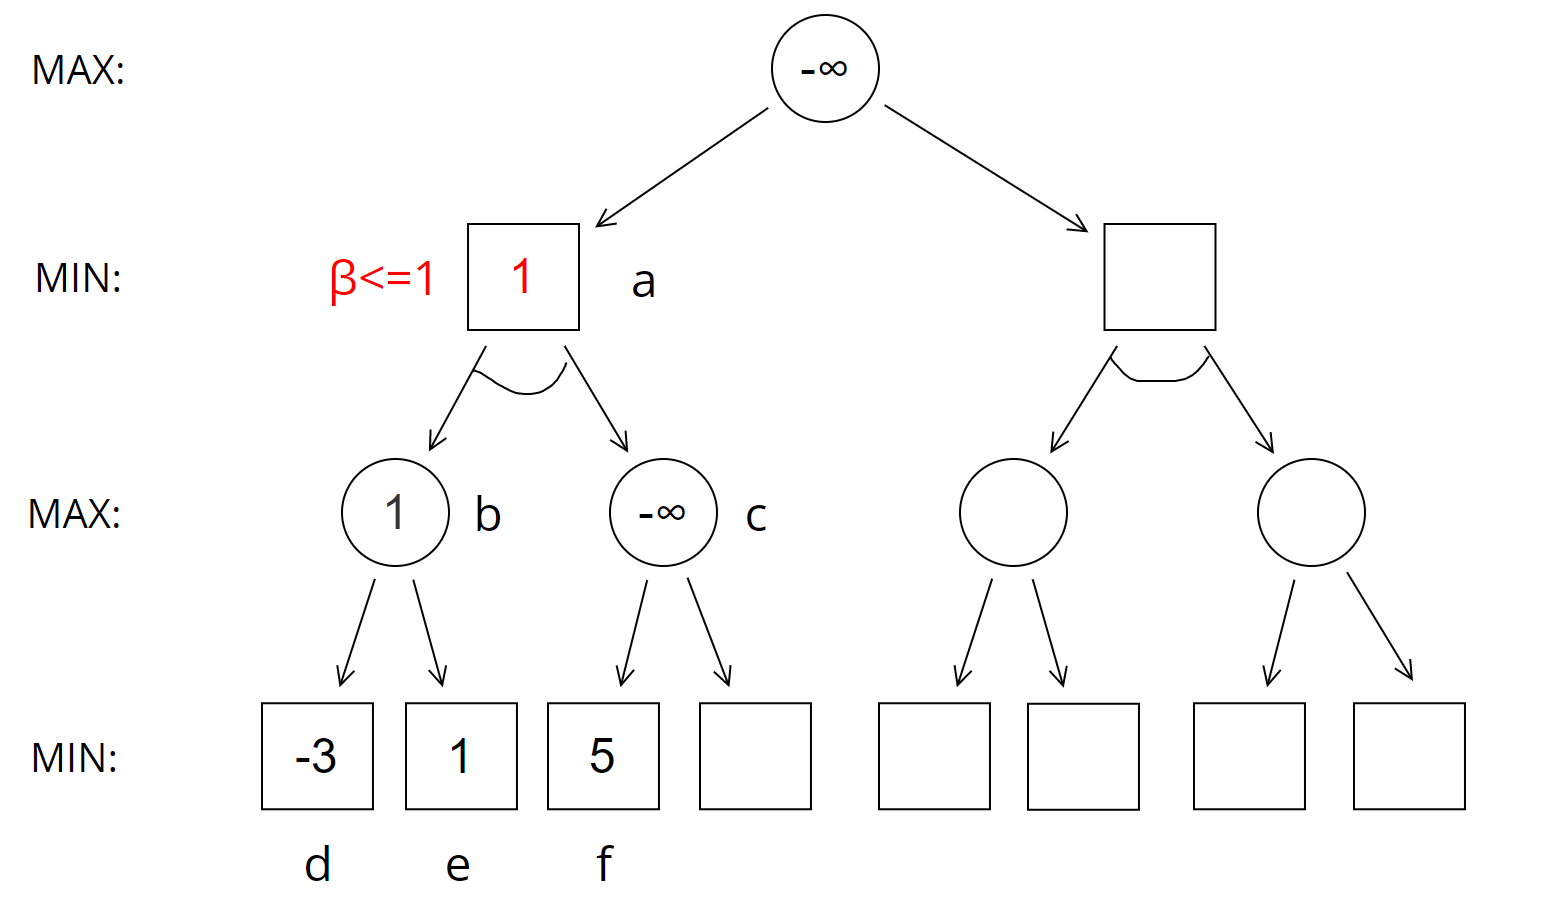 MAX: -∞
MIN: β<=1 1 a
MAX: 1 b -∞ c
MIN: -3 1 5
d e f